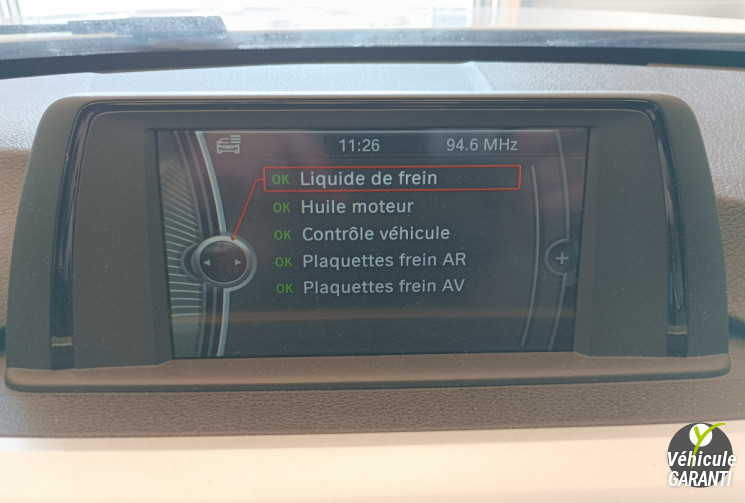 11:26 94.6 MHz
OK Liquide de frein
OK Huile moteur
OK Contrôle véhicule
OK Plaquettes frein AR
OK Plaquettes frein AV
Véhicule
GARANTI